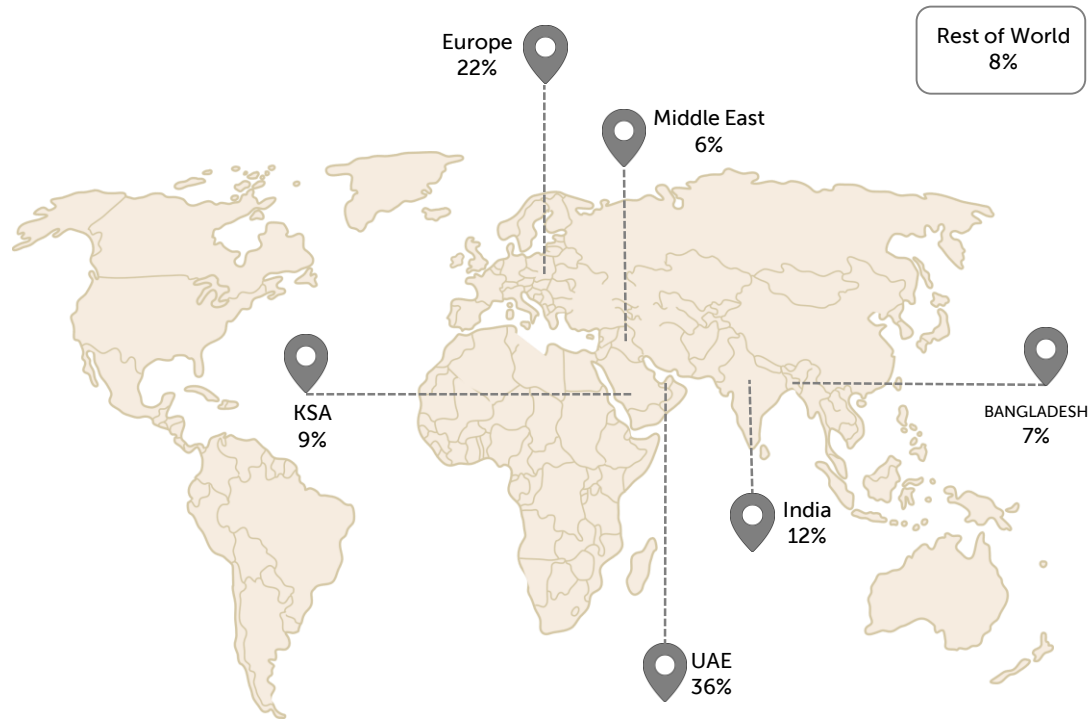 Europe
22%
Rest of World
8%
Middle East
6%
KSA
9%
BANGLADESH
7%
India
12%
UAE
36%